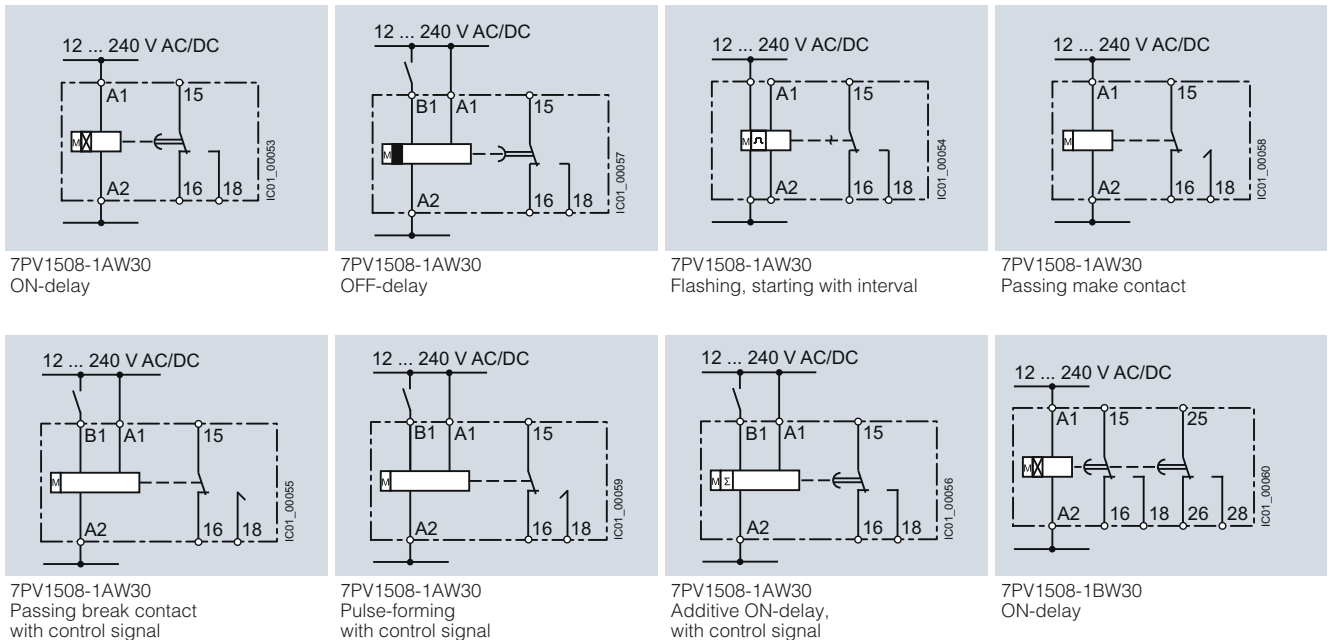 12 ... 240 V AC/DC
A1
15
M
A2
16
18
IC01_00053
7PV1508-1AW30
ON-delay
12 ... 240 V AC/DC
B1
A1
15
M
A2
16
18
IC01_00057
7PV1508-1AW30
OFF-delay
12 ... 240 V AC/DC
A1
15
M
A2
16
18
IC01_00054
7PV1508-1AW30
Flashing, starting with interval
12 ... 240 V AC/DC
A1
15
M
A2
16
18
IC01_00058
7PV1508-1AW30
Passing make contact
12 ... 240 V AC/DC
B1
A1
15
M
A2
16
18
IC01_00055
7PV1508-1AW30
Passing break contact
with control signal
12 ... 240 V AC/DC
B1
A1
15
M
A2
16
18
IC01_00059
7PV1508-1AW30
Pulse-forming
with control signal
12 ... 240 V AC/DC
B1
A1
15
M Σ
A2
16
18
IC01_00056
7PV1508-1AW30
Additive ON-delay,
with control signal
12 ... 240 V AC/DC
A1
15
25
M
A2
16
18
26
28
IC01_00060
7PV1508-1BW30
ON-delay